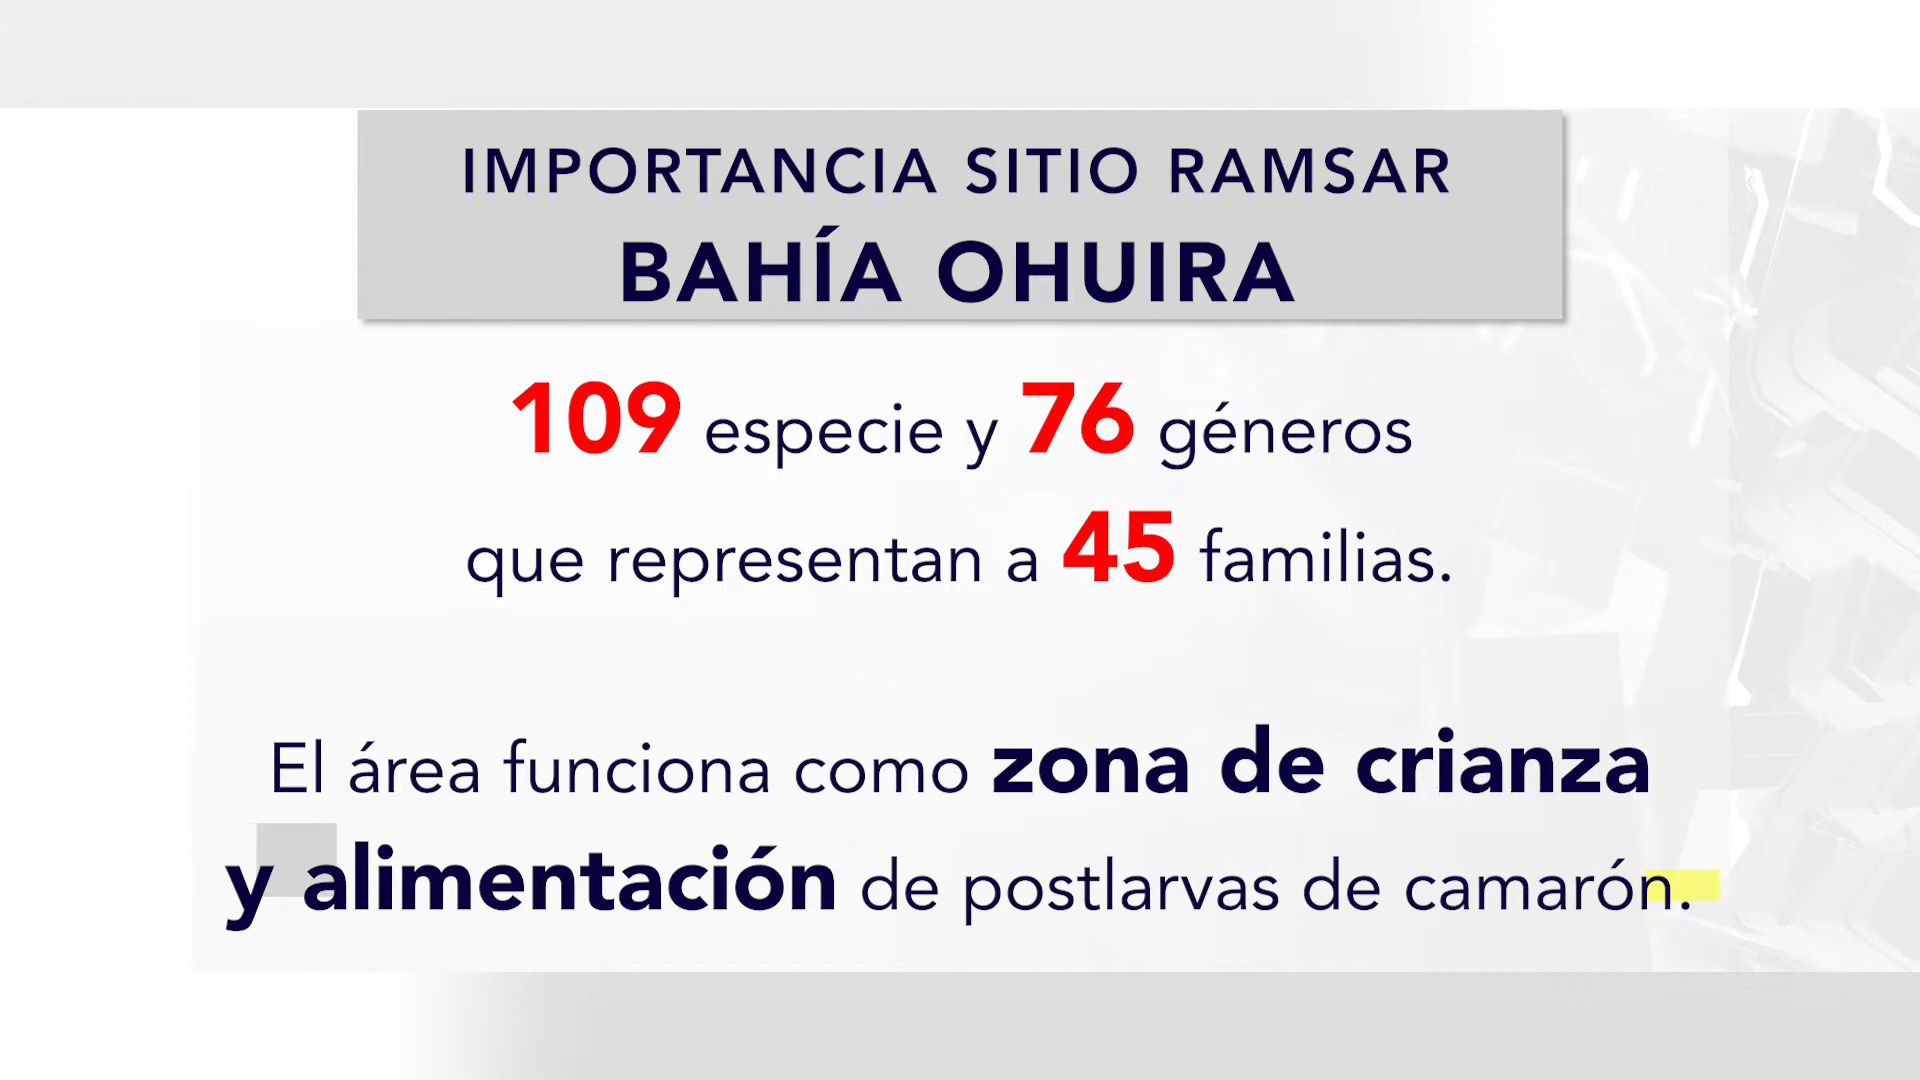 IMPORTANCIA SITIO RAMSAR
BAHÍA OHUIRA
109 especie y 76 géneros
que representan a 45 familias.
El área funciona como zona de crianza
y alimentación de postlarvas de camarón.